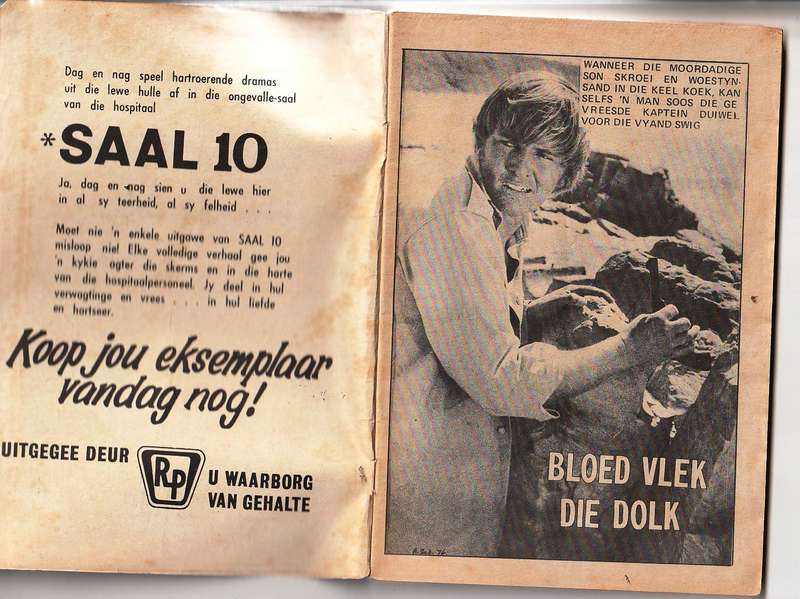 Dag en nag speel hartroerende dramas
uit die lewe hulle af in die ongevalle-saal
van die hospitaal
*SAAL 10
Ja, dag en nag sien u die lewe hier
in al sy teerheid, al sy felheid . . .
Moet nie 'n enkele uitgawe van SAAL 10
misloop nie! Elke volledige verhaal gee jou
'n kykie agter die skerms en in die harte
van die hospitaalpersoneel. Jy deel in hul
verwagtinge en vrees . . . in hul liefde
en hartseer.
Koop jou eksemplaar
vandag nog!
UITGEGEE DEUR
RP
U WAARBORG
VAN GEHALTE
WANNEER DIE MOORDADIGE
SON SKROEI EN WOESTYN-
SAND IN DIE KEEL KOEK, KAN
SELFS 'N MAN SOOS DIE GE
VREESDE KAPTEIN DUIWEL
VOOR DIE VYAND SWIG
BLOED VLEK
DIE DOLK